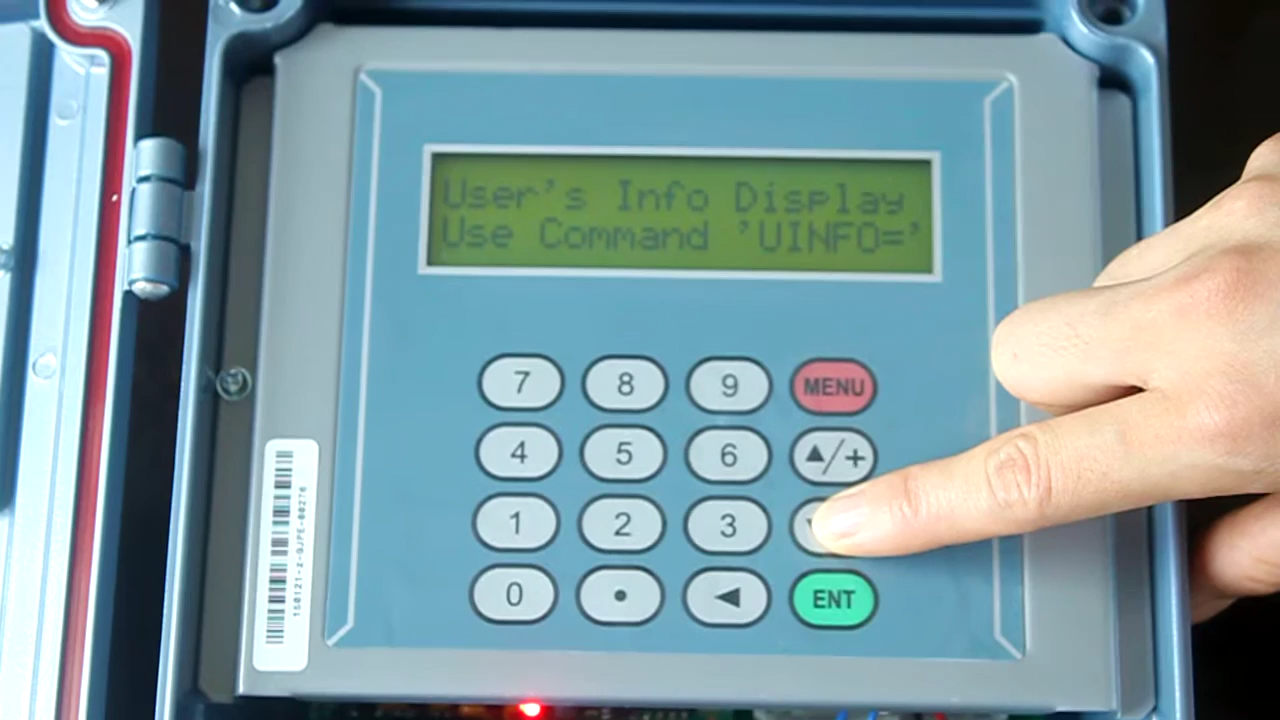 User's Info Display
Use Command 'UINFO='
7 8 9 MENU
4 5 6 ▲/+
1 2 3
0 • ◀ ENT